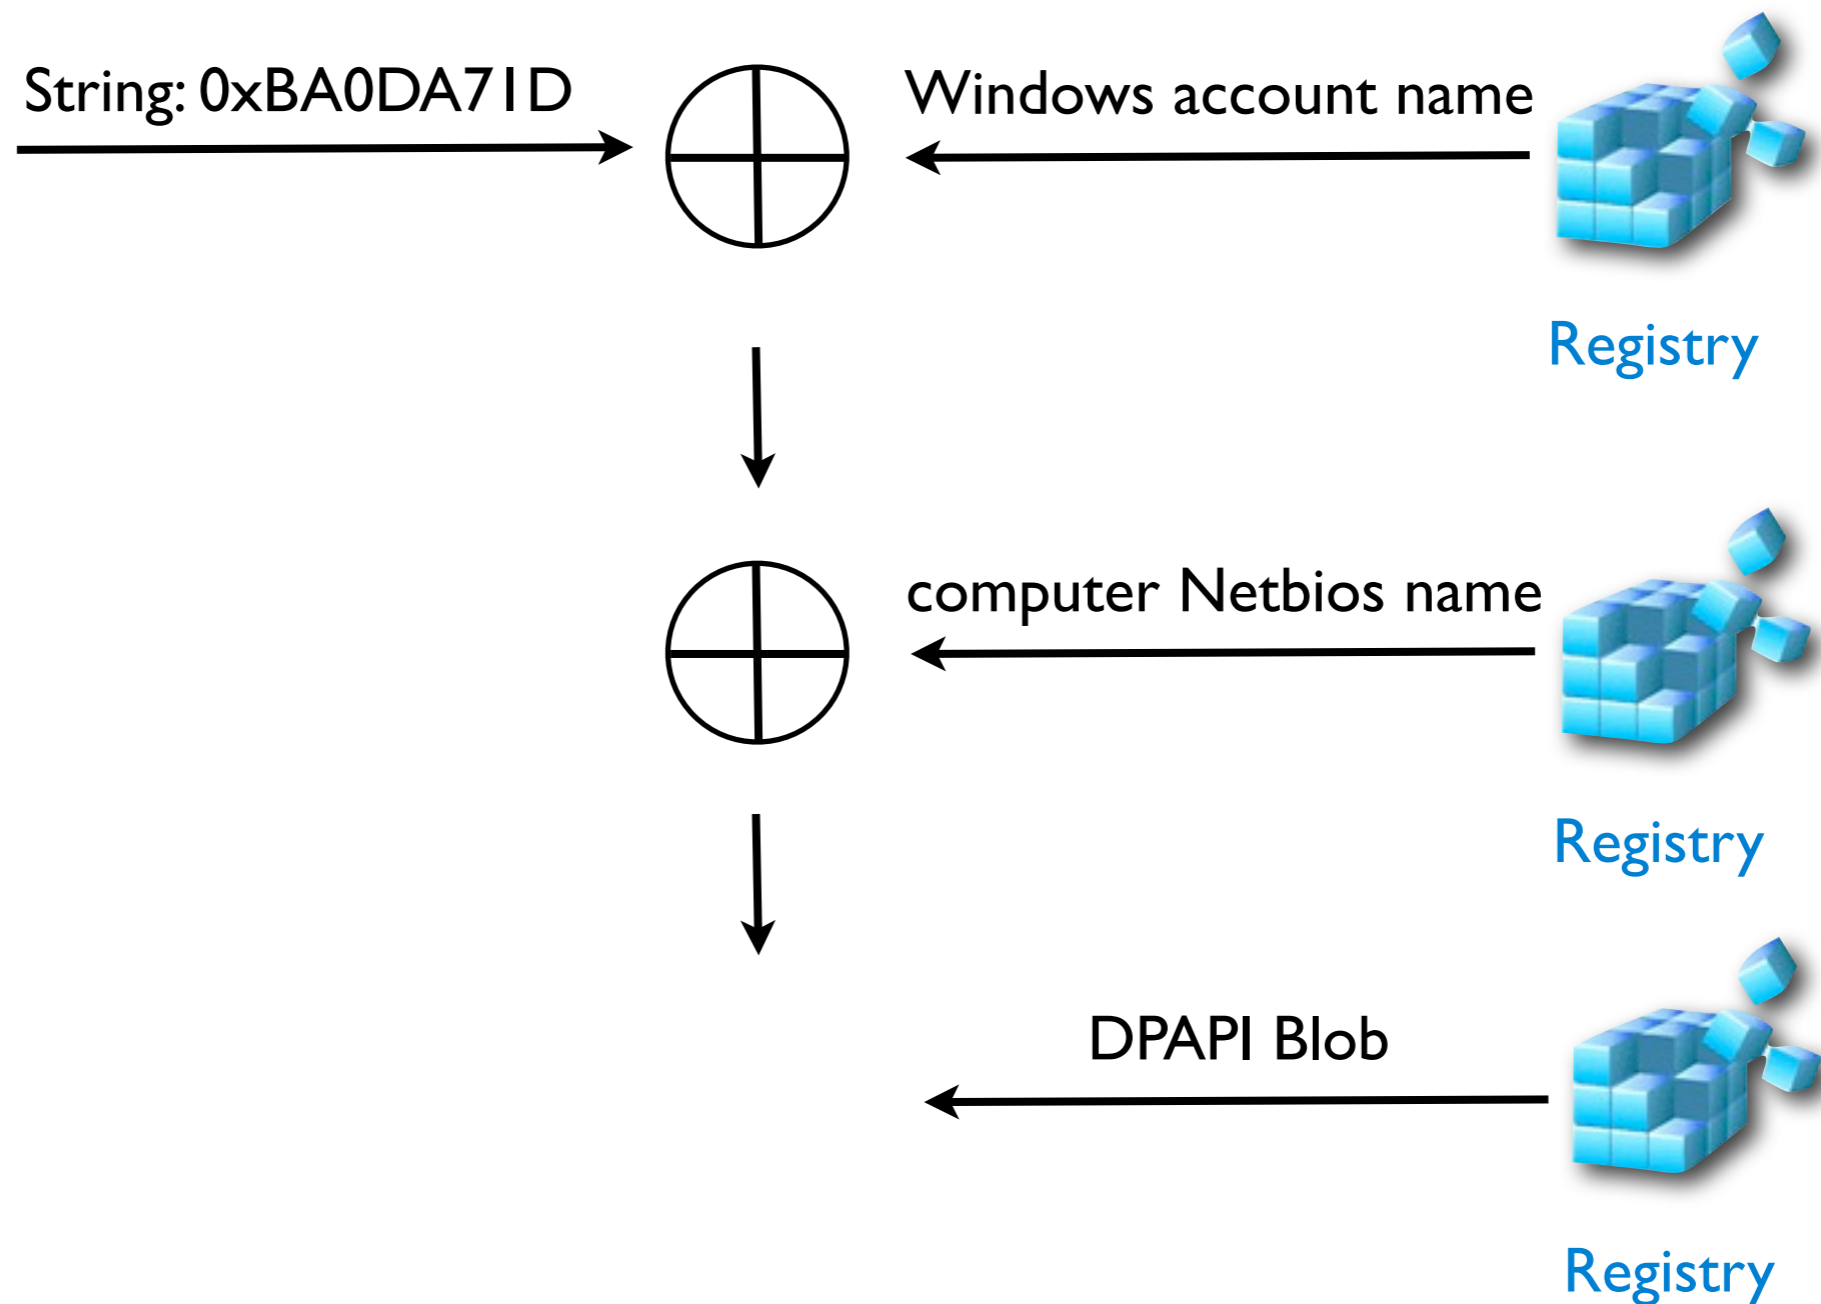 String: 0xBA0DA71D
Windows account name
Registry
computer Netbios name
Registry
DPAPI Blob
Registry